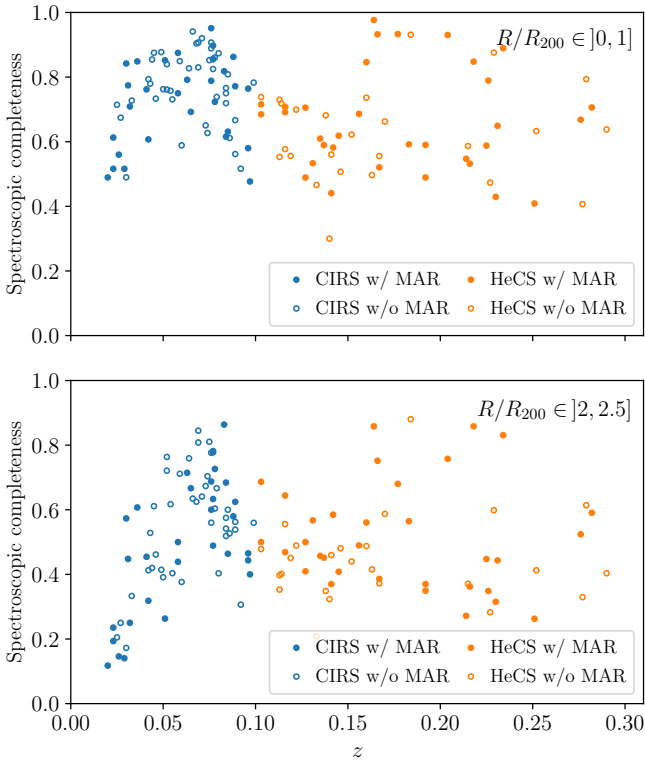 1.0
R/R200 ∈ ]0, 1]
0.8
0.6
0.4
0.2
0.0
Spectroscopic completeness
CIRS w/ MAR HeCS w/ MAR
CIRS w/o MAR HeCS w/o MAR
1.0
R/R200 ∈ ]2, 2.5]
0.8
0.6
0.4
0.2
0.0
Spectroscopic completeness
CIRS w/ MAR HeCS w/ MAR
CIRS w/o MAR HeCS w/o MAR
0.00 0.05 0.10 0.15 0.20 0.25 0.30
z